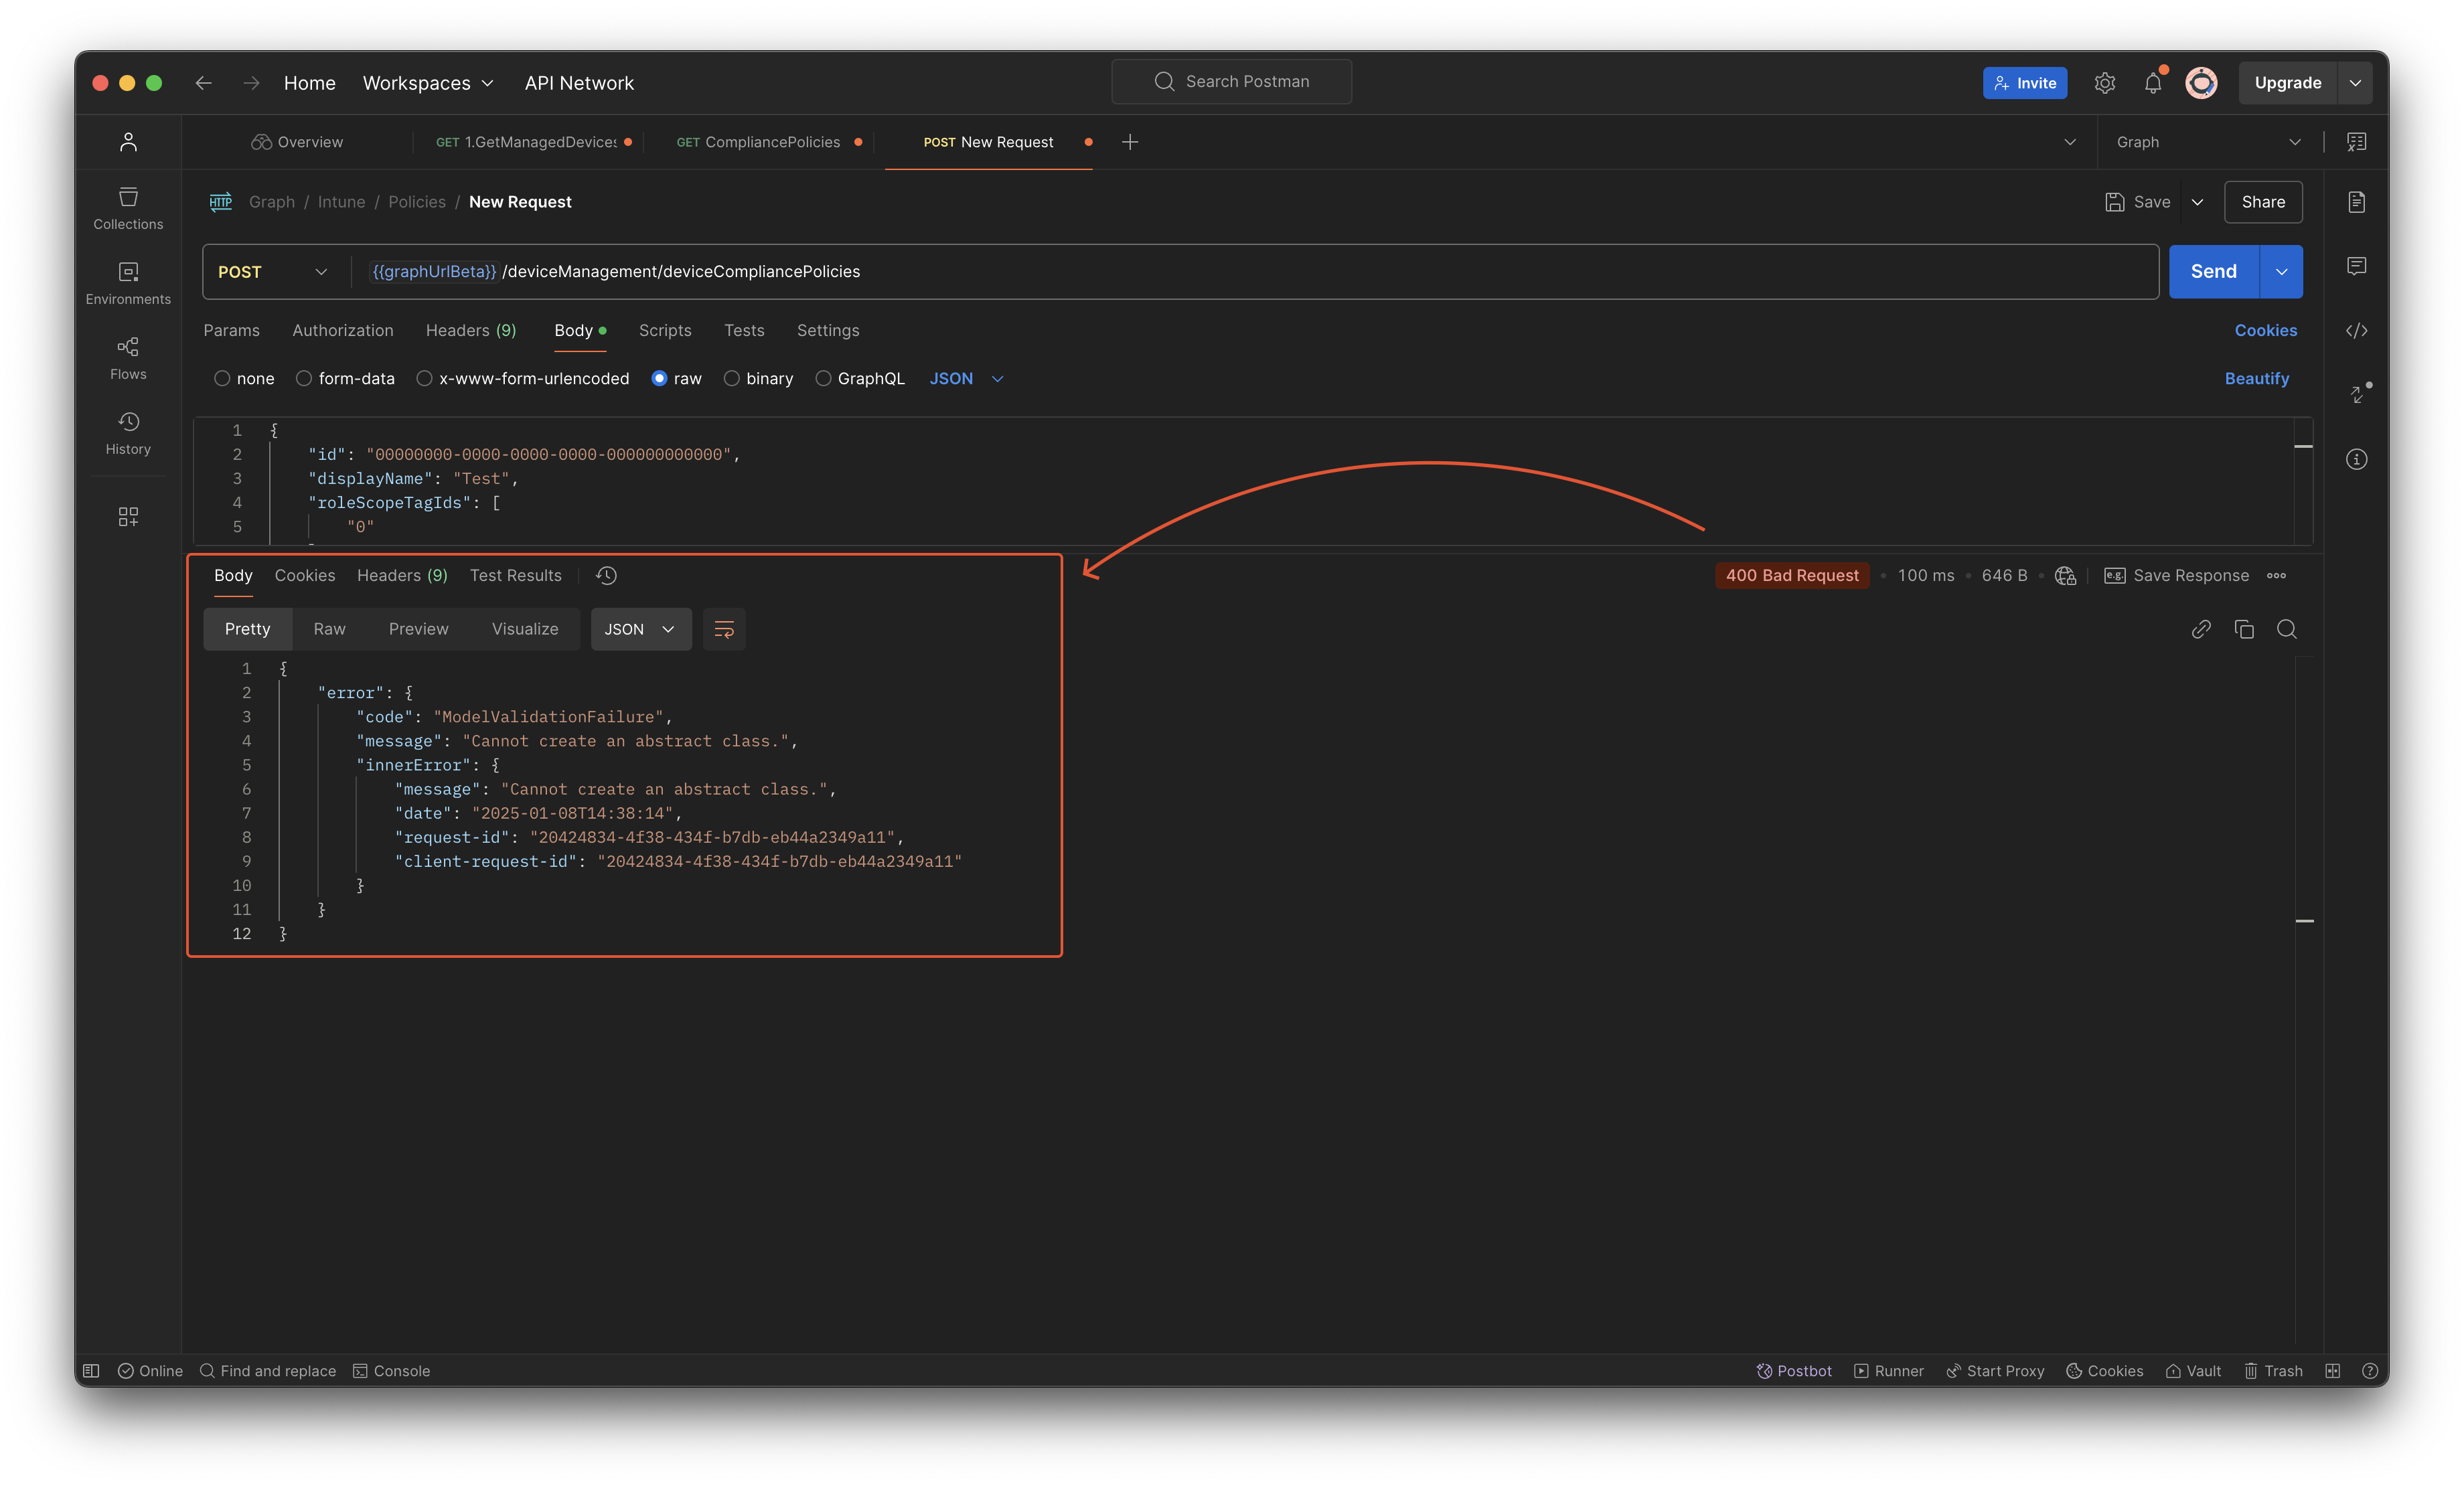 Home Workspaces API Network Search Postman Invite Upgrade
Overview GET 1.GetManagedDevices GET CompliancePolicies POST New Request Graph
HTTP Graph / Intune / Policies / New Request Save Share
Collections
Environments
Flows
History
POST {{graphUrlBeta}} /deviceManagement/deviceCompliancePolicies Send
Params Authorization Headers (9) Body Scripts Tests Settings Cookies
none form-data x-www-form-urlencoded raw binary GraphQL JSON Beautify
1 {
2 "id": "00000000-0000-0000-0000-000000000000",
3 "displayName": "Test",
4 "roleScopeTagIds": [
5 "0"
Body Cookies Headers (9) Test Results 400 Bad Request 100 ms 646 B e.g. Save Response
Pretty Raw Preview Visualize JSON
1 {
2 "error": {
3 "code": "ModelValidationFailure",
4 "message": "Cannot create an abstract class.",
5 "innerError": {
6 "message": "Cannot create an abstract class.",
7 "date": "2025-01-08T14:38:14",
8 "request-id": "20424834-4f38-434f-b7db-eb44a2349a11",
9 "client-request-id": "20424834-4f38-434f-b7db-eb44a2349a11"
10 }
11 }
12 }
Online Find and replace Console Postbot Runner Start Proxy Cookies Vault Trash